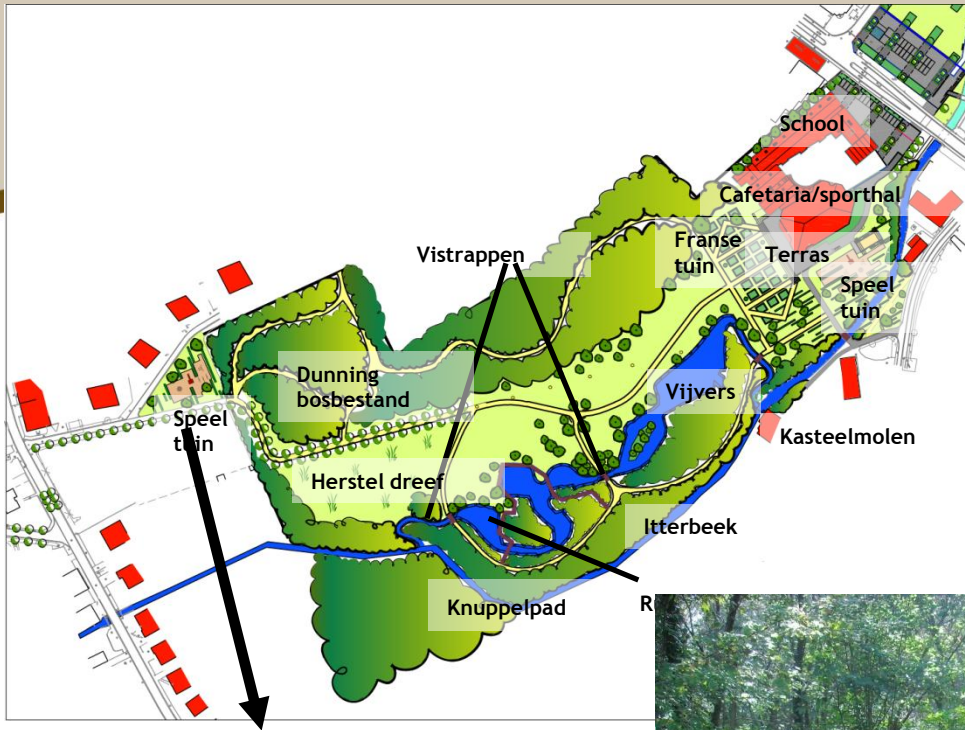 School
Cafetaria/sporthal
Vistrappen
Franse
tuin
Terras
Speel
tuin
Dunning
bosbestand
Vijvers
Speel
tuin
Kasteelmolen
Herstel dreef
Itterbeek
Knuppelpad